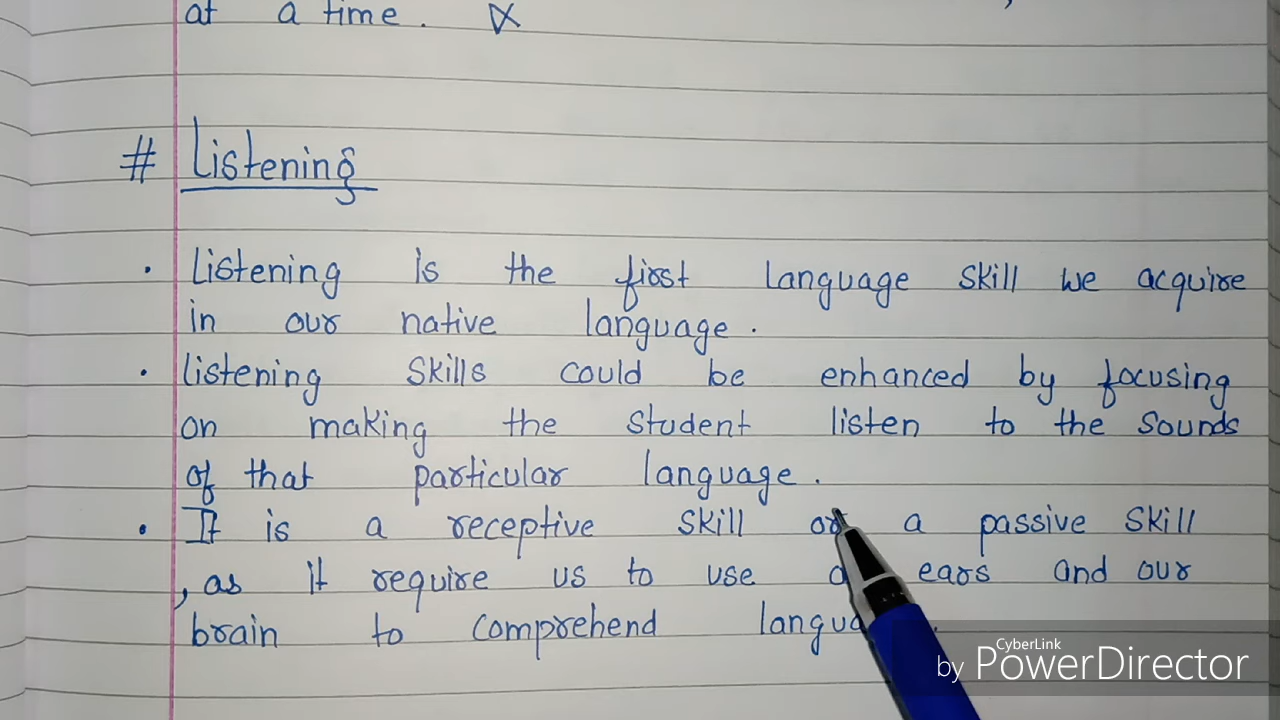 at a time.
# Listening
. Listening is the first language skill we acquire
in our native language.
. listening skills could be enhanced by focusing
on making the student listen to the sounds
of that particular language.
. It is a receptive skill or a passive skill
, as it require us to use ears and our
brain to comprehend
CyberLink
by PowerDirector